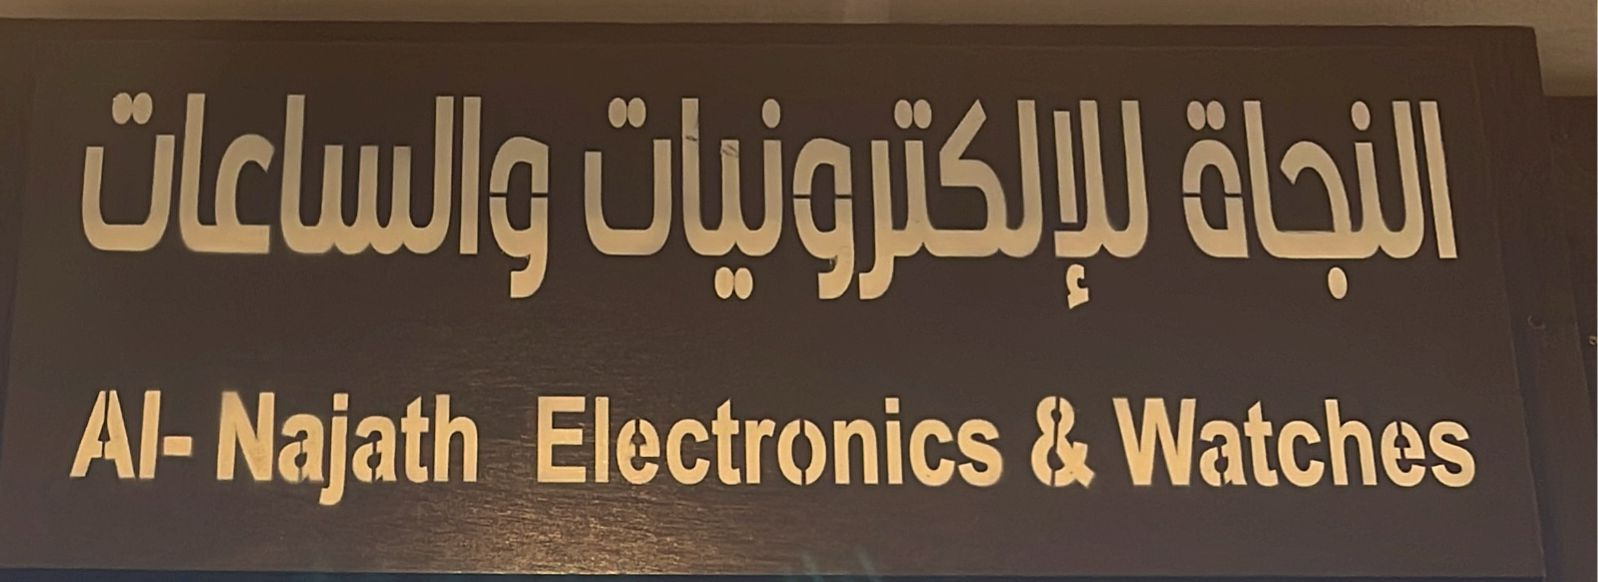 النجاة للإلكترونيات والساعات
Al- Najath Electronics & Watches